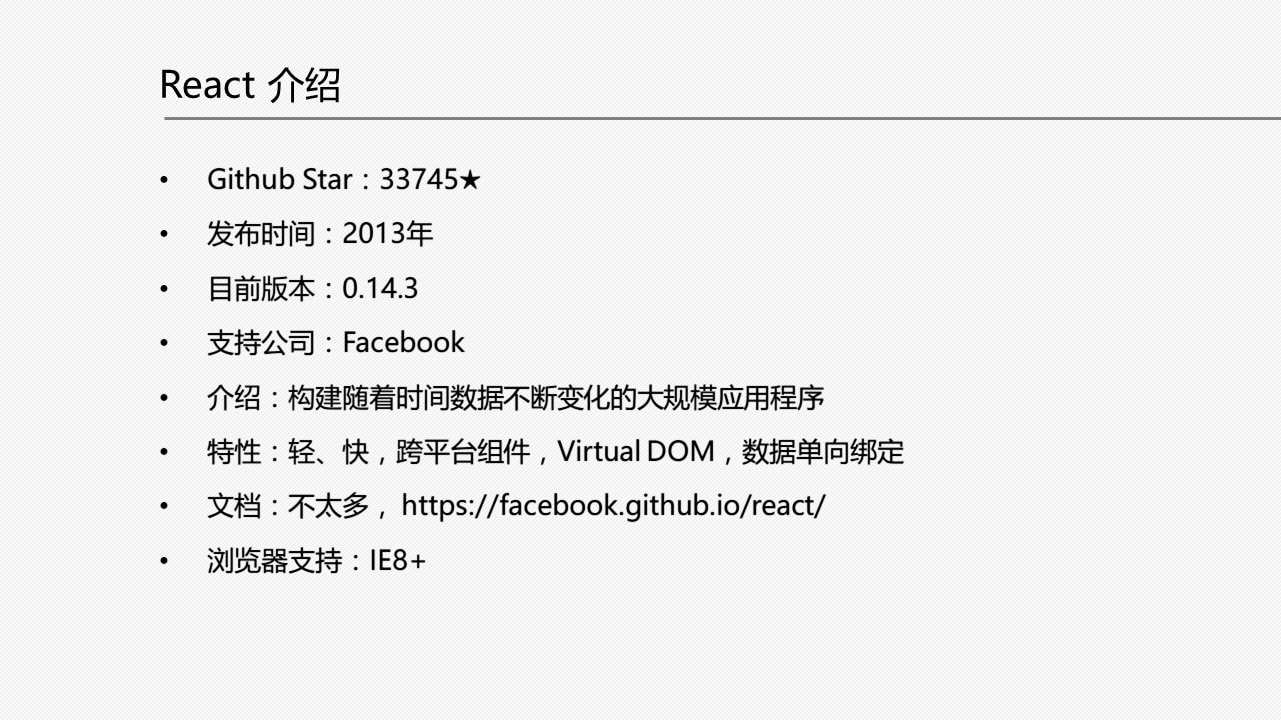 React 介绍
• Github Star：33745★
• 发布时间：2013年
• 目前版本：0.14.3
• 支持公司：Facebook
• 介绍：构建随着时间数据不断变化的大规模应用程序
• 特性：轻、快，跨平台组件，Virtual DOM，数据单向绑定
• 文档：不太多， https://facebook.github.io/react/
• 浏览器支持：IE8+